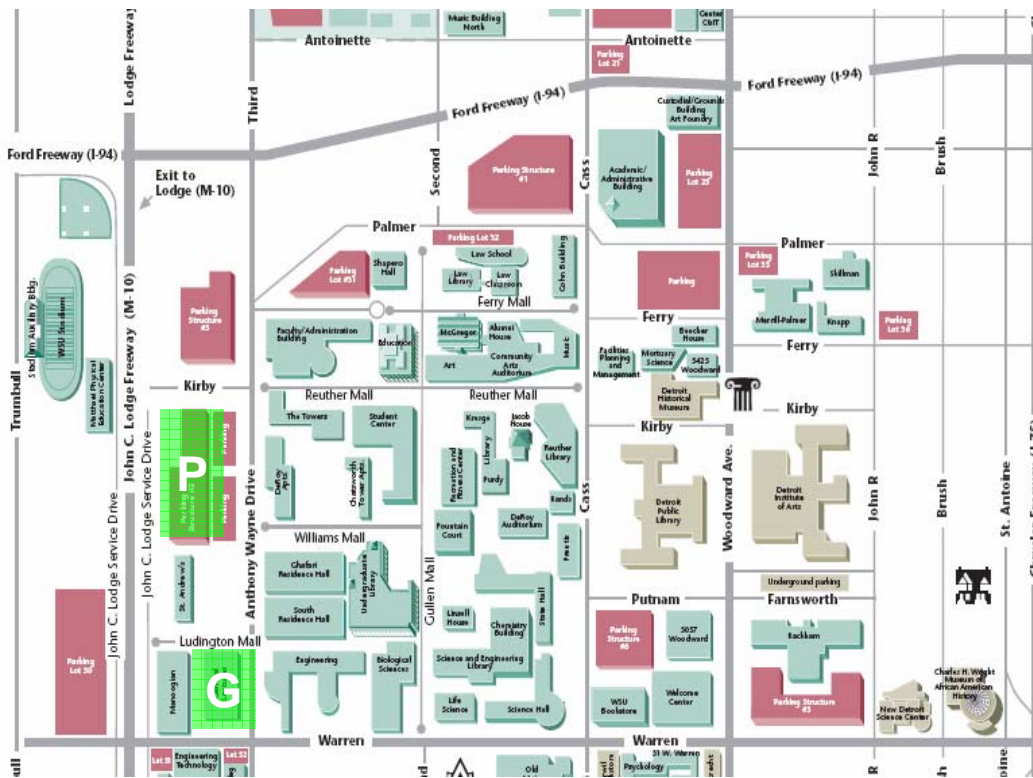 Music Building
North
Center
Antoinette
Antoinette
Parking
Lot 21
Lodge Freeway
Third
Ford Freeway (I-94)
Ford Freeway (I-94)
Custodial/Grounds
Building
Art Foundry
Ford Freeway (I-94)
Exit to
Lodge (M-10)
Second
Parking Structure
#1
Cass
Academic/
Administrative
Building
Parking
Lot 25
John R
Brush
Palmer
Parking Lot 52
Law School
Law
Library
Law
Classroom
Cohn Building
Palmer
Parking
Lot #51
Shapero
Hall
Parking
Parking
Lot 35
Skillman
Merrill-Palmer
Knapp
Parking
Lot 36
Stadium Auxiliary Bldg.
WSU Stadium
John C. Lodge Freeway (M-10)
Parking
Structure
Ferry Mall
Ferry
Ferry
Faculty/Administration
Building
Education
McGregor
Alumni
House
Art
Community
Arts
Auditorium
Music
Facilities
Planning
and
Management
Mortuary
Science
Beecher
House
5425
Woodward
Detroit
Historical
Museum
Trumbull
Matthaei Physical
Education Center
Kirby
Reuther Mall
Reuther Mall
Kirby
Kirby
P
Parking
Parking
The Towers
Student
Center
Kresge
Library
Purdy
Jacob
House
Reuther
Library
DeRoy
Apts.
Chatsworth
Tower Apts.
Recreation and
Fitness Center
Rands
Cass
Detroit
Public
Library
Woodward Ave.
Detroit
Institute
of Arts
John R
Brush
St. Antoine
John C. Lodge Service Drive
John C. Lodge Service Drive
Anthony Wayne Drive
Fountain
Court
DeRoy
Auditorium
Prentis
Williams Mall
Gullen Mall
St. Andrew's
Ghafari
Residence Hall
South
Residence Hall
Undergraduate
Library
Linsell
House
Chemistry
Building
State Hall
Underground parking
Putnam
Farnsworth
Parking
Structure
#6
5057
Woodward
Rackham
Ludington Mall
Parking
Lot 50
Manoogian
G
Engineering
Biological
Sciences
Science and Engineering
Library
Life
Science
Science Hall
WSU
Bookstore
Welcome
Center
Parking Structure
#5
New Detroit
Science Center
Charles H. Wright
Museum of
African American
History
Warren
Warren
Lot 51
Engineering
Technology
Lot 52
Old
Psychology